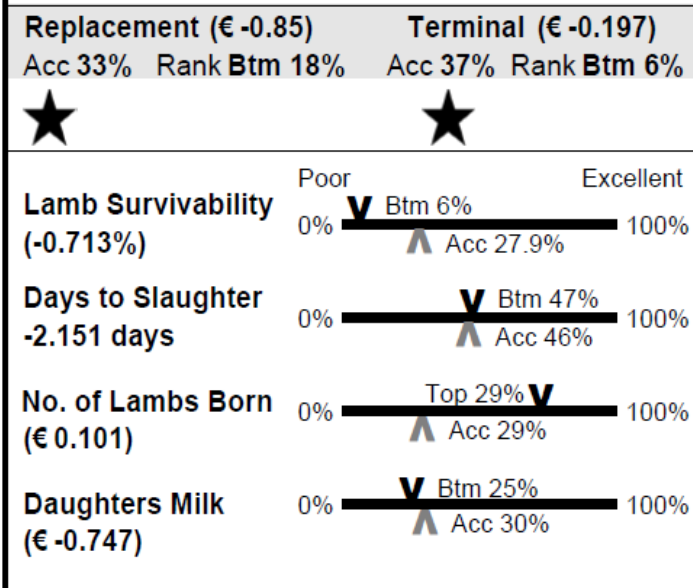 Replacement (€ -0.85) Terminal (€ -0.197)
Acc 33% Rank Btm 18% Acc 37% Rank Btm 6%
Poor Excellent
Lamb Survivability
(-0.713%)
Btm 6%
0% 100%
Acc 27.9%
Days to Slaughter
-2.151 days
Btm 47%
0% 100%
Acc 46%
No. of Lambs Born
(€ 0.101)
Top 29%
0% 100%
Acc 29%
Daughters Milk
(€ -0.747)
Btm 25%
0% 100%
Acc 30%